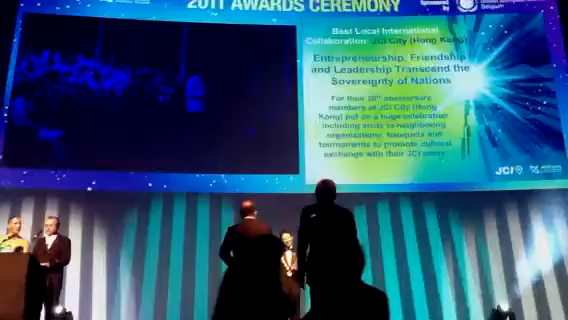 2011 AWARDS CEREMONY
Best Local International
Collaboration: JCI City (Hong Kong)
Entrepreneurship, Friendship
and Leadership Transcend the
Sovereignty of Nations
For their 20th anniversary
members of JCI City (Hong
Kong) put on a huge celebration
including visits to neighboring
organizations, banquets and
tournaments to promote cultural
exchange with their JCI peers
JCI